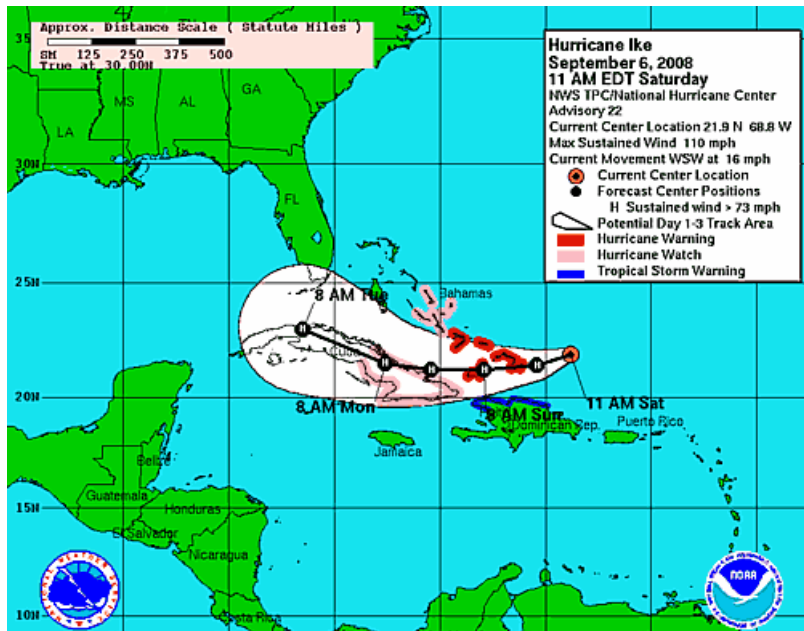 Approx. Distance Scale ( Statute Miles )
SM 125 250 375 500
True at 30.00N
Hurricane Ike
September 6, 2008
11 AM EDT Saturday
NWS TPC/National Hurricane Center
Advisory 22
Current Center Location 21.9 N 68.8 W
Max Sustained Wind 110 mph
Current Movement WSW at 16 mph
Current Center Location
Forecast Center Positions
H Sustained wind > 73 mph
Potential Day 1-3 Track Area
Hurricane Warning
Hurricane Watch
Tropical Storm Warning
MS
AL
GA
LA
30N
FL
25N
8 AM Tue
Bahamas
H
Cuba
H H H H
20N
8 AM Mon
11 AM Sat
8 AM Sun
Dominican Rep.
Puerto Rico
Jamaica
Belize
Guatemala
Honduras
15N
El Salvador
Nicaragua
NOAA
Costa Rica
10N